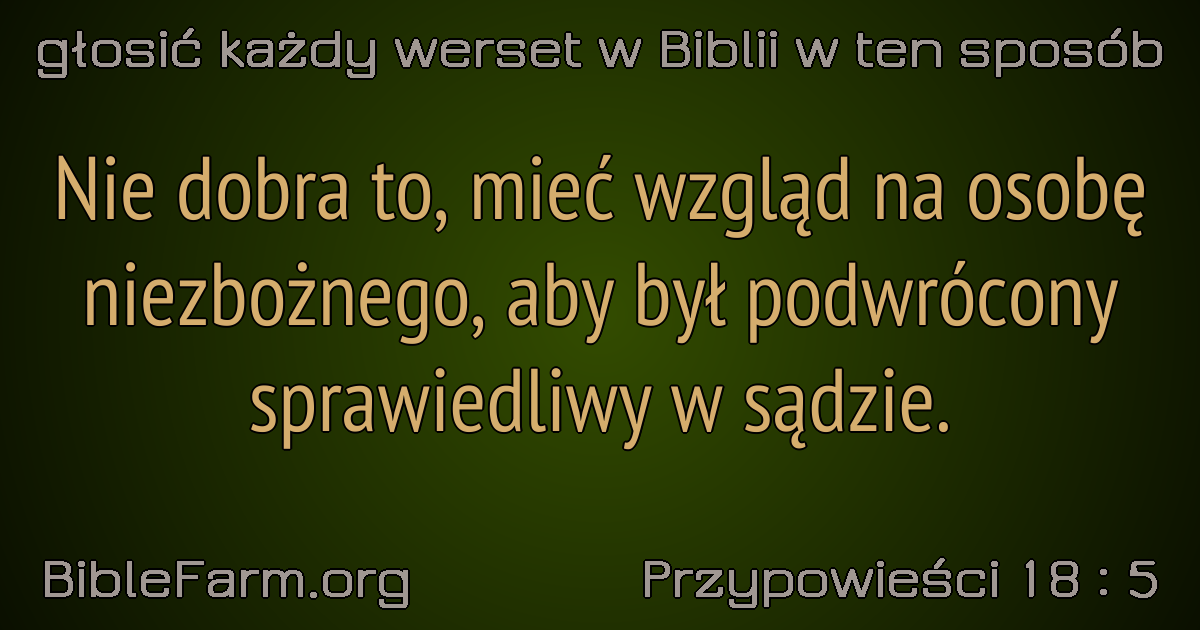 głosić każdy werset w Biblii w ten sposób
Nie dobra to, mieć wzgląd na osobę
niezbożnego, aby był podwrócony
sprawiedliwy w sądzie.
BibleFarm.org
Przypowieści 18 : 5